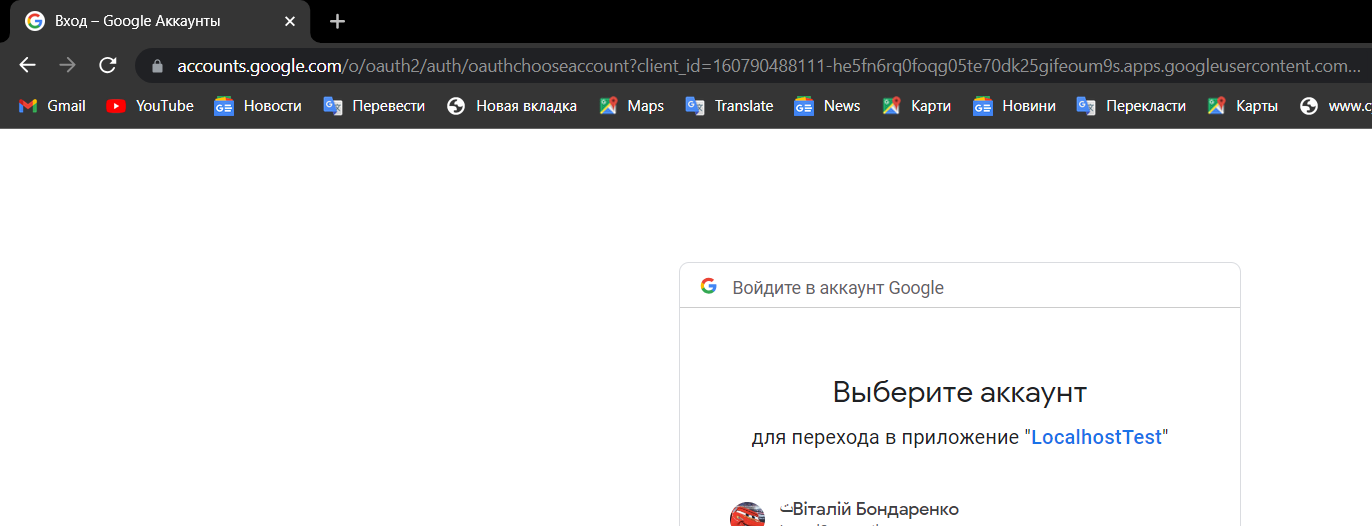 Вход – Google Аккаунты
accounts.google.com/o/oauth2/auth/oauthchooseaccount?client_id=160790488111-he5fn6rq0foqg05te70dk25gifeoum9s.apps.googleusercontent.com...
Gmail YouTube Новости Перевести Новая вкладка Maps Translate News Карти Новини Перекласти Карты www.c
Войдите в аккаунт Google
Выберите аккаунт
для перехода в приложение "LocalhostTest"
Віталій Бондаренко